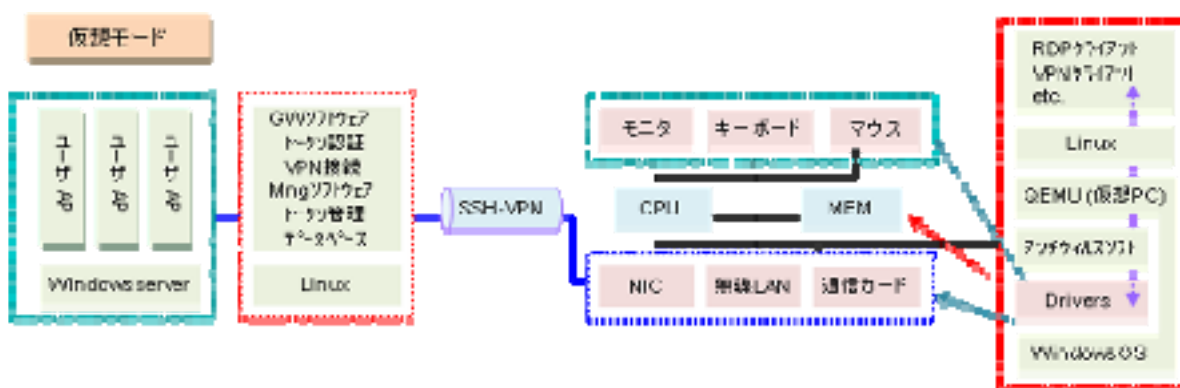 仮想モード
ユーザ AP
ユーザ AP
ユーザ AP
Windows server
GWソフトウェア
トークン認証
VPN接続
Mngソフトウェア
トークン管理
データベース
Linux
SSH-VPN
モニタ
キーボード
マウス
CPU
MEM
NIC
無線LAN
通信カード
RDPクライアント
VPNクライアント
etc.
Linux
QEMU (仮想PC)
アンチウィルスソフト
Drivers
Windows OS